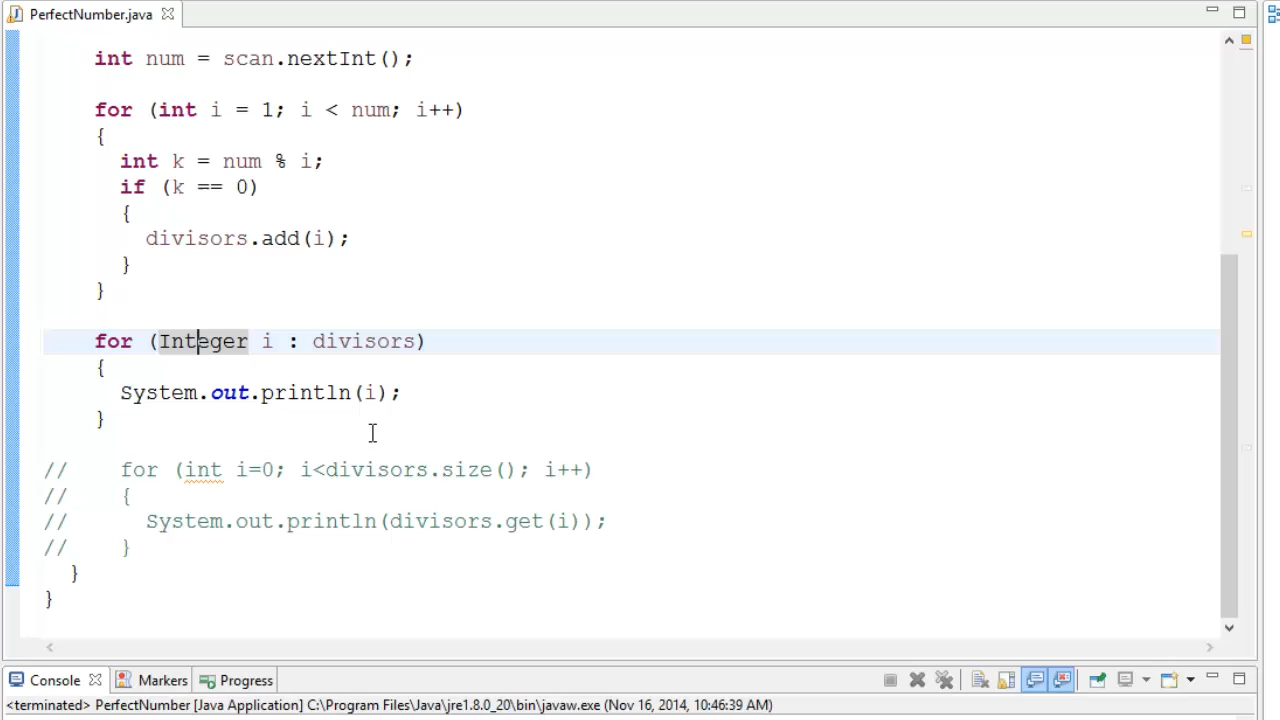 PerfectNumber.java
int num = scan.nextInt();
for (int i = 1; i < num; i++)
{
int k = num % i;
if (k == 0)
{
divisors.add(i);
}
}
for (Integer i : divisors)
{
System.out.println(i);
}
// for (int i=0; i<divisors.size(); i++)
// {
// System.out.println(divisors.get(i));
// }
}
}
Console Markers Progress
<terminated> PerfectNumber [Java Application] C:\Program Files\Java\jre1.8.0_20\bin\javaw.exe (Nov 16, 2014, 10:46:39 AM)